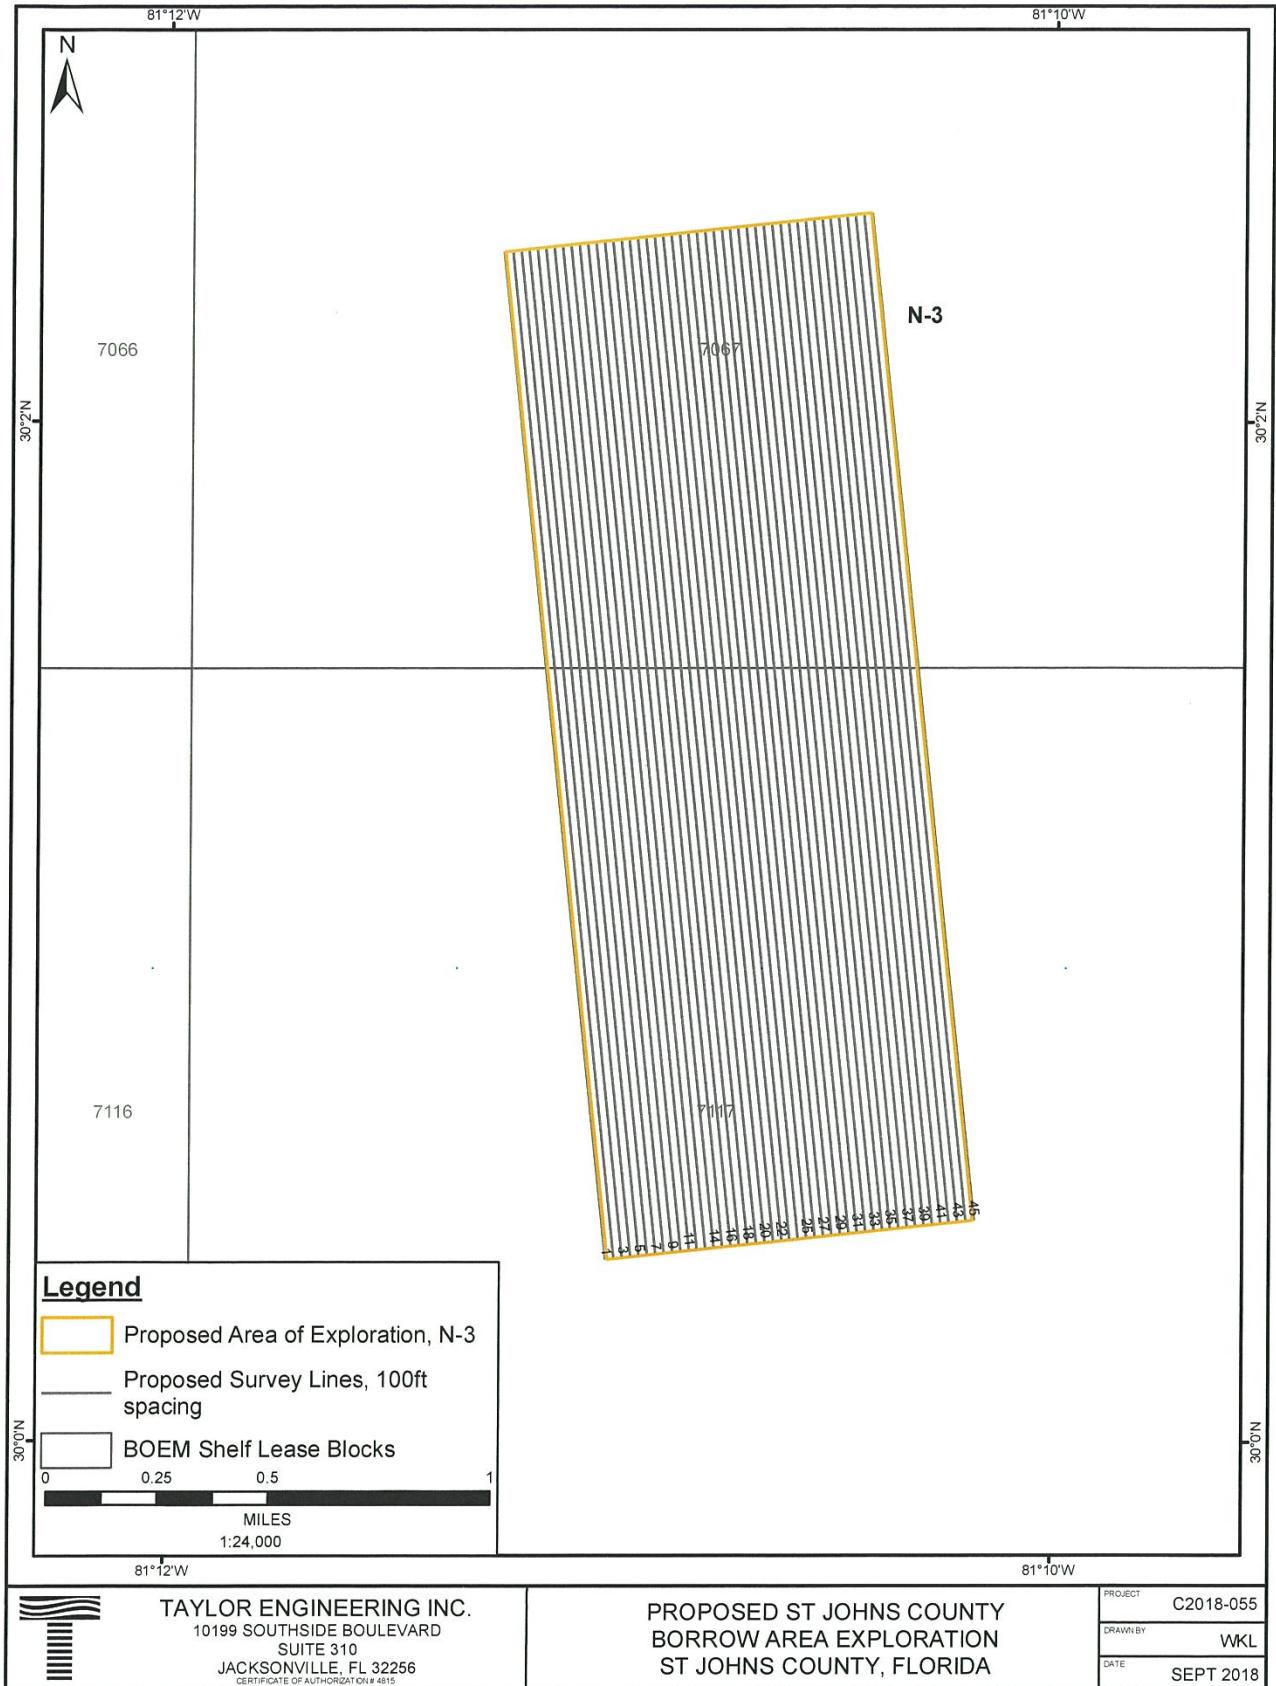 81°12'W
81°10'W
N
N-3
7066
7067
30°2'N
30°2'N
7116
7117
1 3 5 7 9 11 14 16 18 20 22 25 27 29 31 33 35 37 39 41 43 45
Legend
Proposed Area of Exploration, N-3
Proposed Survey Lines, 100ft
spacing
BOEM Shelf Lease Blocks
0 0.25 0.5 1
MILES
1:24,000
30°0'N
30°0'N
81°12'W
81°10'W
TAYLOR ENGINEERING INC.
10199 SOUTHSIDE BOULEVARD
SUITE 310
JACKSONVILLE, FL 32256
CERTIFICATE OF AUTHORIZATION # 4815
PROPOSED ST JOHNS COUNTY
BORROW AREA EXPLORATION
ST JOHNS COUNTY, FLORIDA
PROJECT
C2018-055
DRAWN BY
WKL
DATE
SEPT 2018